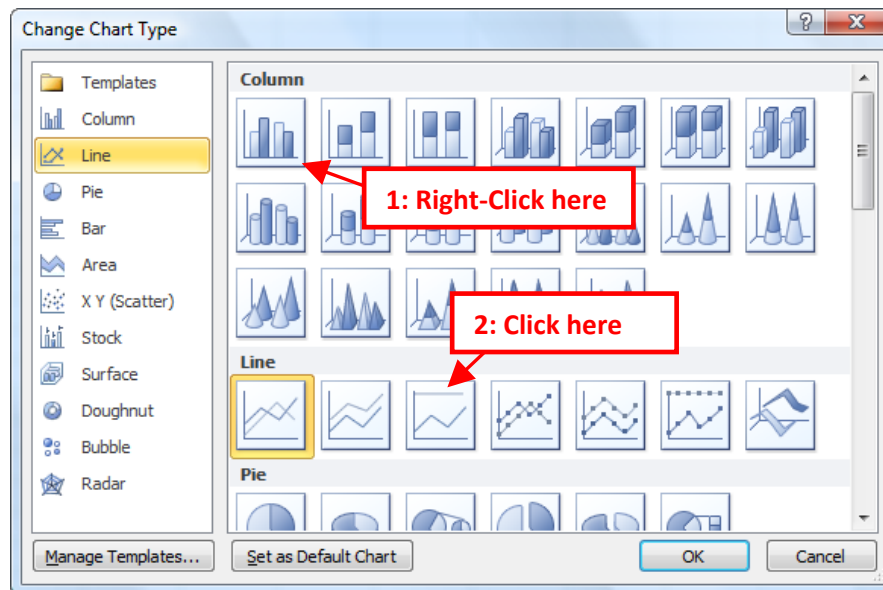 Change Chart Type
?
Templates
Column
Line
Pie
Bar
Area
X Y (Scatter)
Stock
Surface
Doughnut
Bubble
Radar
Column
1: Right-Click here
2: Click here
Line
Pie
Manage Templates...
Set as Default Chart
OK
Cancel